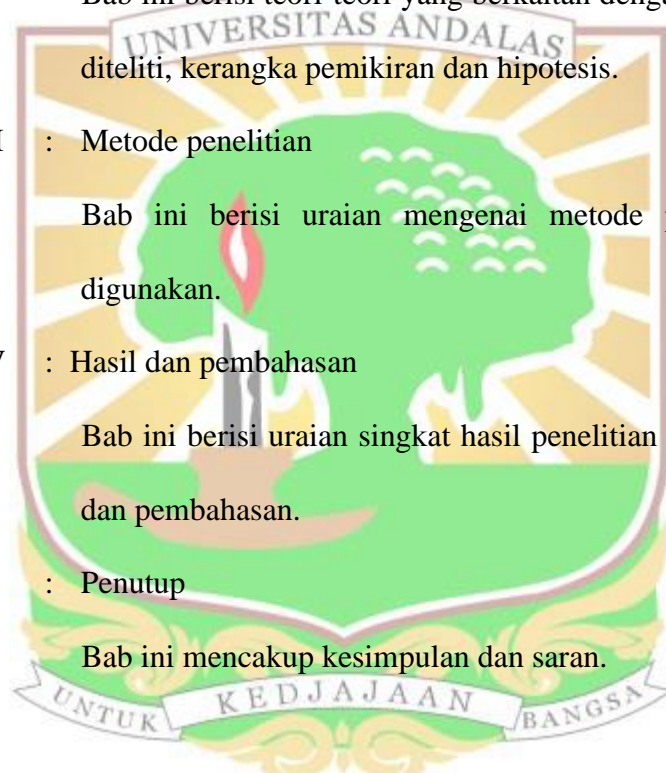 Bab ini berisi teori-teori yang berkaitan
UNIVERSITAS ANDALAS
diteliti, kerangka pemikiran dan hipotesis.
: Metode penelitian
Bab ini berisi uraian mengenai metode
digunakan.
: Hasil dan pembahasan
Bab ini berisi uraian singkat hasil penelitian
dan pembahasan.
: Penutup
Bab ini mencakup kesimpulan dan saran.
UNTUK KEDJAJAAN BANGSA